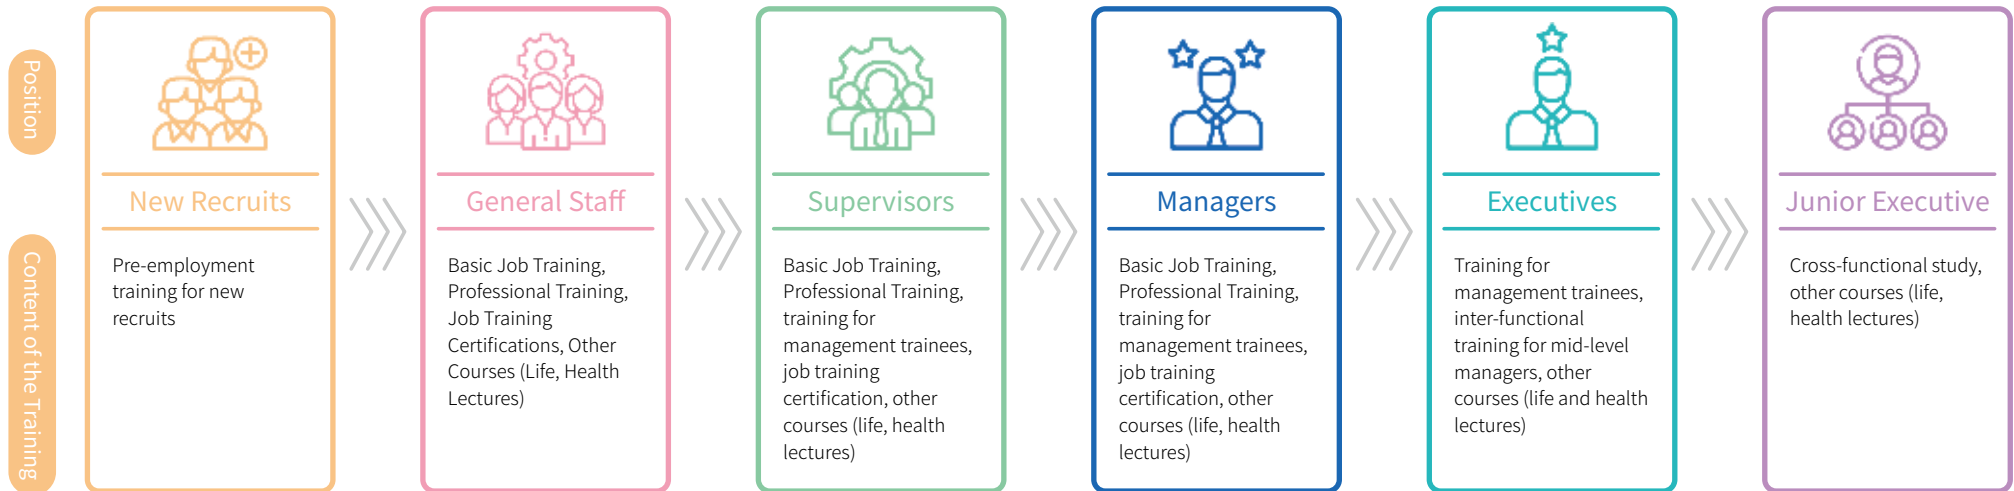 Position
New Recruits
General Staff
Supervisors
Managers
Executives
Junior Executive
Content of the Training
Pre-employment
training for new
recruits
Basic Job Training,
Professional Training,
Job Training
Certifications, Other
Courses (Life, Health
Lectures)
Basic Job Training,
Professional Training,
training for
management trainees,
job training
certification, other
courses (life, health
lectures)
Basic Job Training,
Professional Training,
training for
management trainees,
job training
certification, other
courses (life, health
lectures)
Training for
management trainees,
inter-functional
training for mid-level
managers, other
courses (life and health
lectures)
Cross-functional study,
other courses (life,
health lectures)